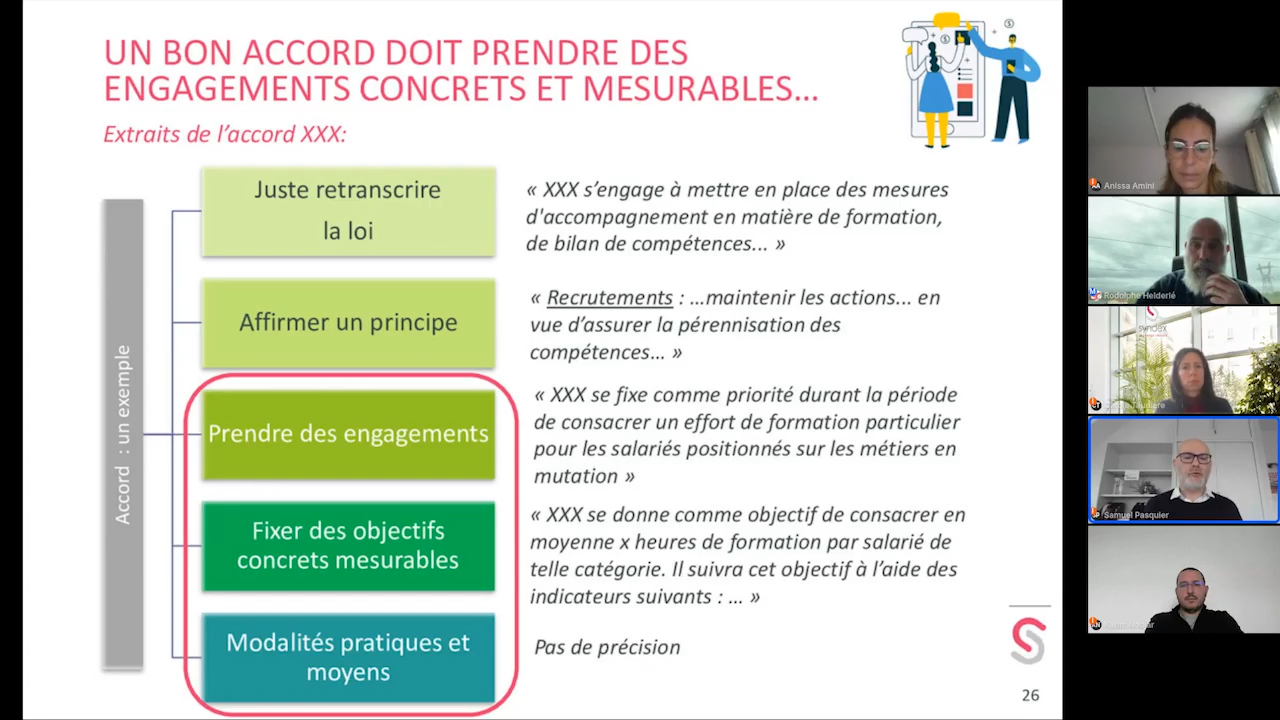 UN BON ACCORD DOIT PRENDRE DES
ENGAGEMENTS CONCRETS ET MESURABLES...
Extraits de l'accord XXX:
Accord : un exemple
Juste retranscrire
la loi
« XXX s'engage à mettre en place des mesures
d'accompagnement en matière de formation,
de bilan de compétences... »
Affirmer un principe
« Recrutements : ...maintenir les actions... en
vue d'assurer la pérennisation des
compétences... »
Prendre des engagements
« XXX se fixe comme priorité durant la période
de consacrer un effort de formation particulier
pour les salariés positionnés sur les métiers en
mutation »
Fixer des objectifs
concrets mesurables
« XXX se donne comme objectif de consacrer en
moyenne x heures de formation par salarié de
telle catégorie. Il suivra cet objectif à l'aide des
indicateurs suivants : ... »
Modalités pratiques et
moyens
Pas de précision
26
AA
Anissa Amini
Rodolphe Helderlé
syndex
Samuel Pasquier
AN